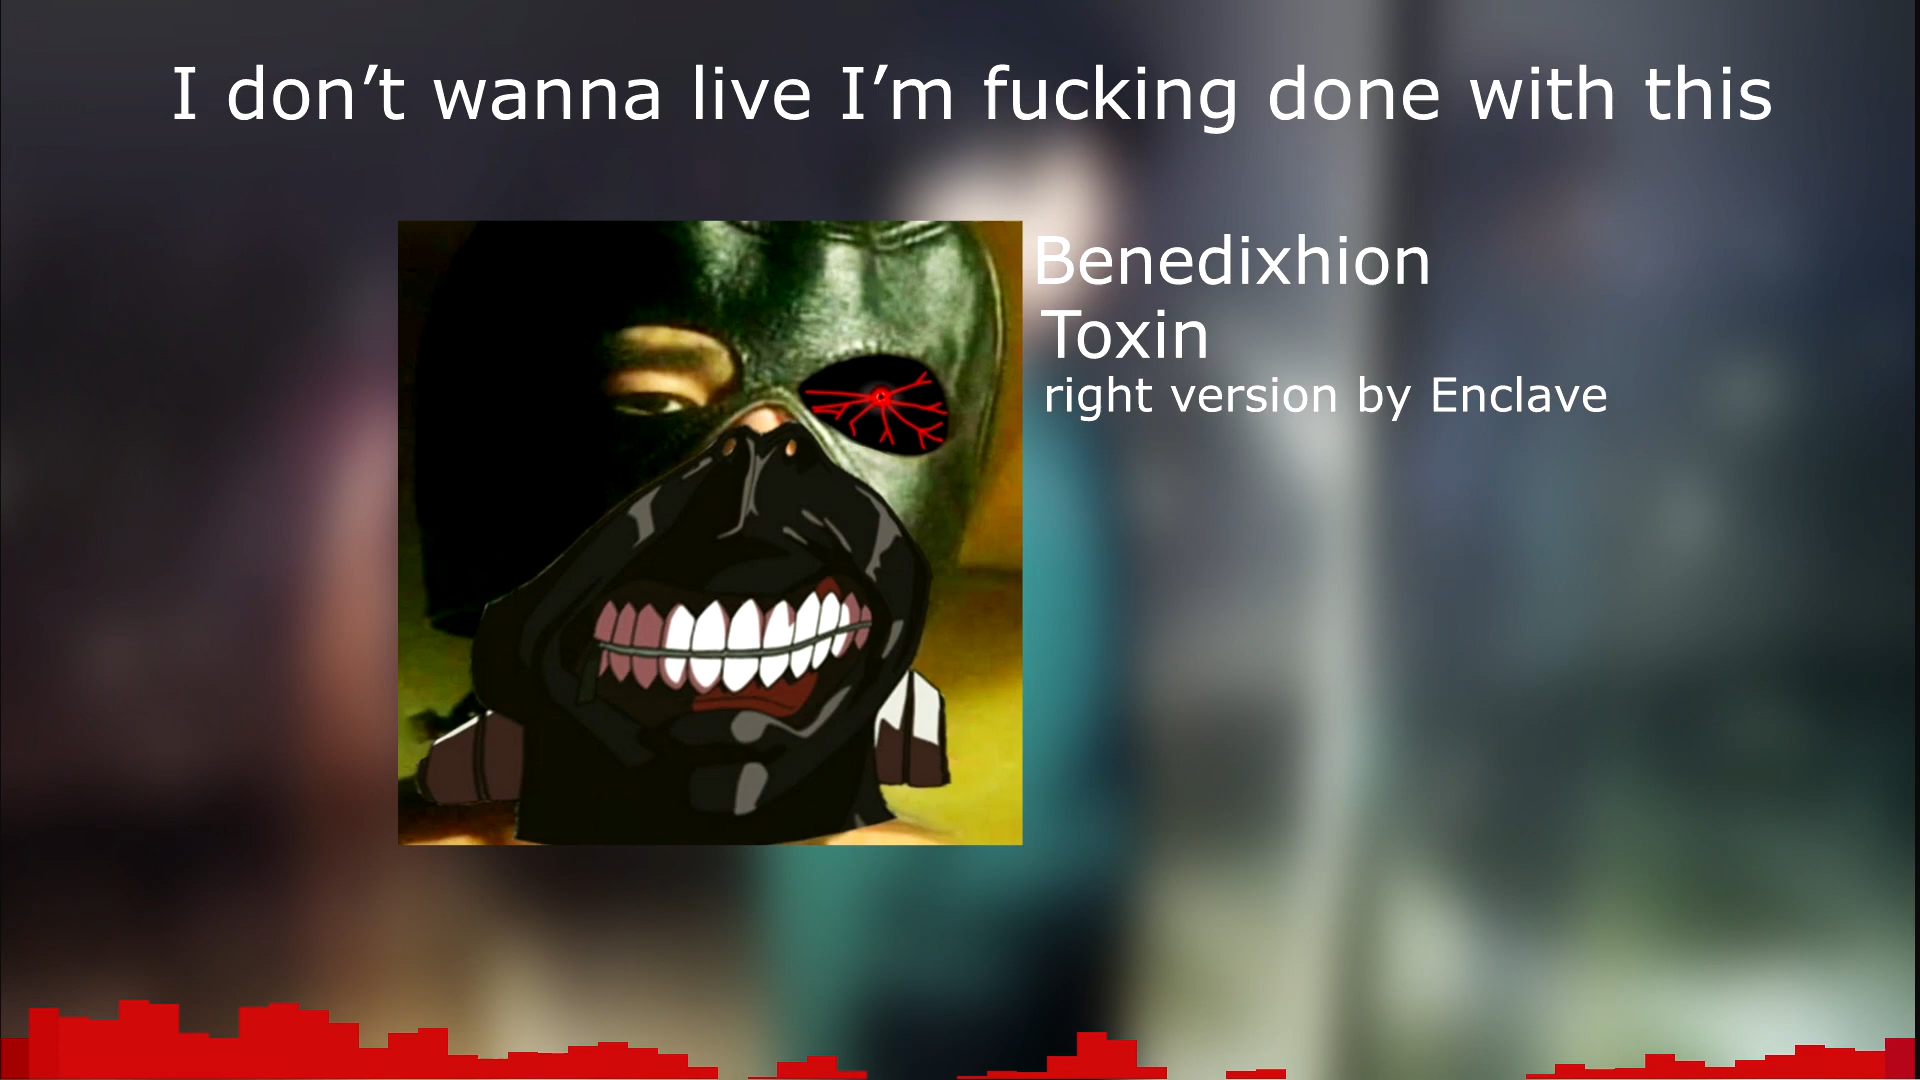 I don’t wanna live I’m fucking done with this
Benedixhion
Toxin
right version by Enclave